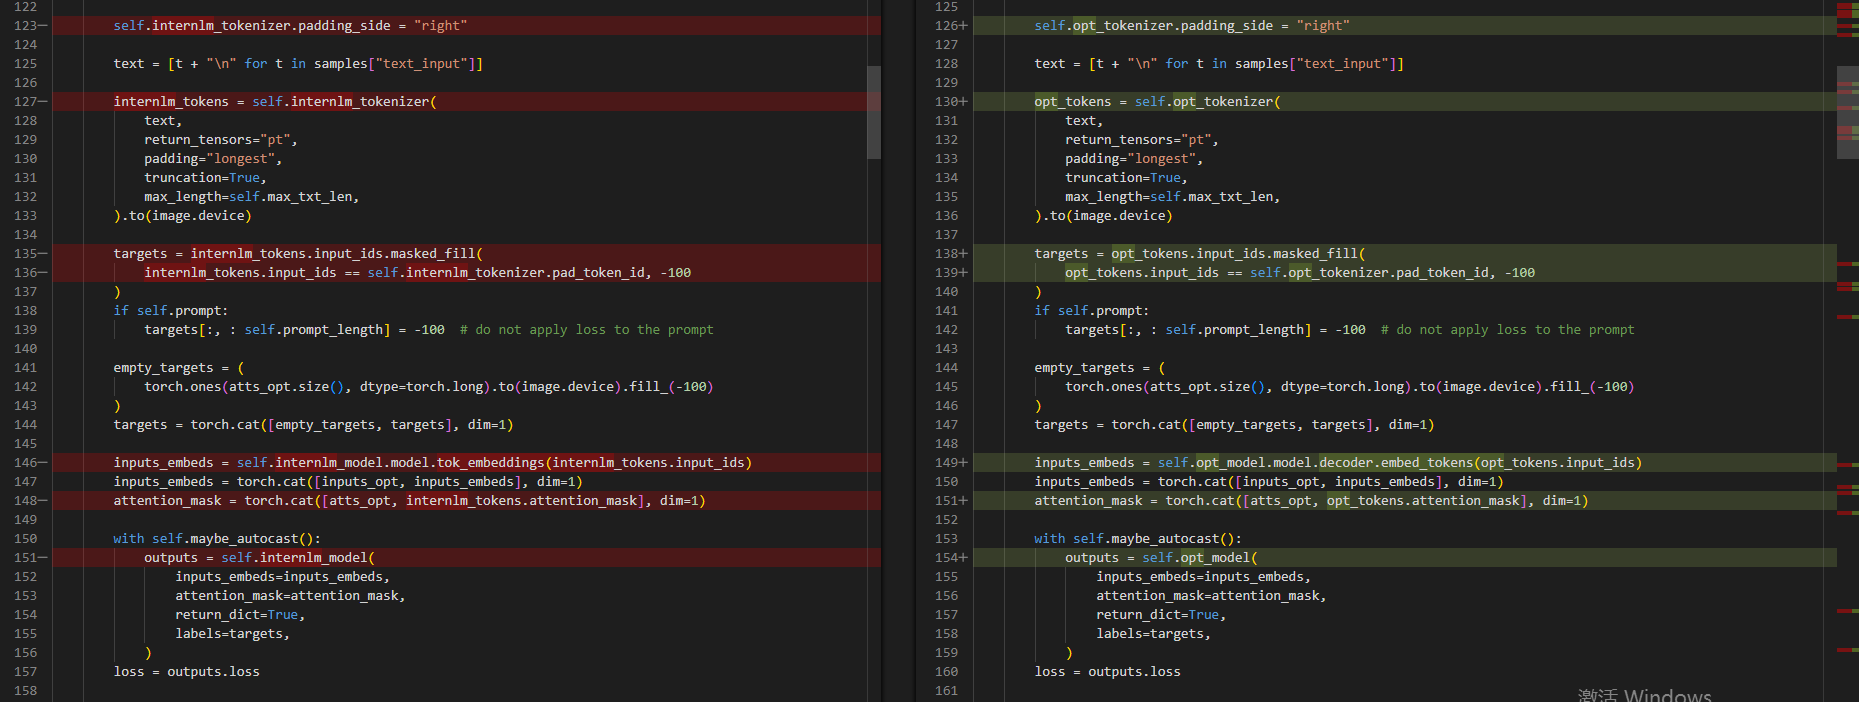 122
123− self.internlm_tokenizer.padding_side = "right"
124
125 text = [t + "\n" for t in samples["text_input"]]
126
127− internlm_tokens = self.internlm_tokenizer(
128 text,
129 return_tensors="pt",
130 padding="longest",
131 truncation=True,
132 max_length=self.max_txt_len,
133 ).to(image.device)
134
135− targets = internlm_tokens.input_ids.masked_fill(
136− internlm_tokens.input_ids == self.internlm_tokenizer.pad_token_id, -100
137 )
138 if self.prompt:
139 targets[:, : self.prompt_length] = -100  # do not apply loss to the prompt
140
141 empty_targets = (
142 torch.ones(atts_opt.size(), dtype=torch.long).to(image.device).fill_(-100)
143 )
144 targets = torch.cat([empty_targets, targets], dim=1)
145
146− inputs_embeds = self.internlm_model.model.tok_embeddings(internlm_tokens.input_ids)
147 inputs_embeds = torch.cat([inputs_opt, inputs_embeds], dim=1)
148− attention_mask = torch.cat([atts_opt, internlm_tokens.attention_mask], dim=1)
149
150 with self.maybe_autocast():
151− outputs = self.internlm_model(
152 inputs_embeds=inputs_embeds,
153 attention_mask=attention_mask,
154 return_dict=True,
155 labels=targets,
156 )
157 loss = outputs.loss
158
125
126+ self.opt_tokenizer.padding_side = "right"
127
128 text = [t + "\n" for t in samples["text_input"]]
129
130+ opt_tokens = self.opt_tokenizer(
131 text,
132 return_tensors="pt",
133 padding="longest",
134 truncation=True,
135 max_length=self.max_txt_len,
136 ).to(image.device)
137
138+ targets = opt_tokens.input_ids.masked_fill(
139+ opt_tokens.input_ids == self.opt_tokenizer.pad_token_id, -100
140 )
141 if self.prompt:
142 targets[:, : self.prompt_length] = -100  # do not apply loss to the prompt
143
144 empty_targets = (
145 torch.ones(atts_opt.size(), dtype=torch.long).to(image.device).fill_(-100)
146 )
147 targets = torch.cat([empty_targets, targets], dim=1)
148
149+ inputs_embeds = self.opt_model.model.decoder.embed_tokens(opt_tokens.input_ids)
150 inputs_embeds = torch.cat([inputs_opt, inputs_embeds], dim=1)
151+ attention_mask = torch.cat([atts_opt, opt_tokens.attention_mask], dim=1)
152
153 with self.maybe_autocast():
154+ outputs = self.opt_model(
155 inputs_embeds=inputs_embeds,
156 attention_mask=attention_mask,
157 return_dict=True,
158 labels=targets,
159 )
160 loss = outputs.loss
161
激活 Windows